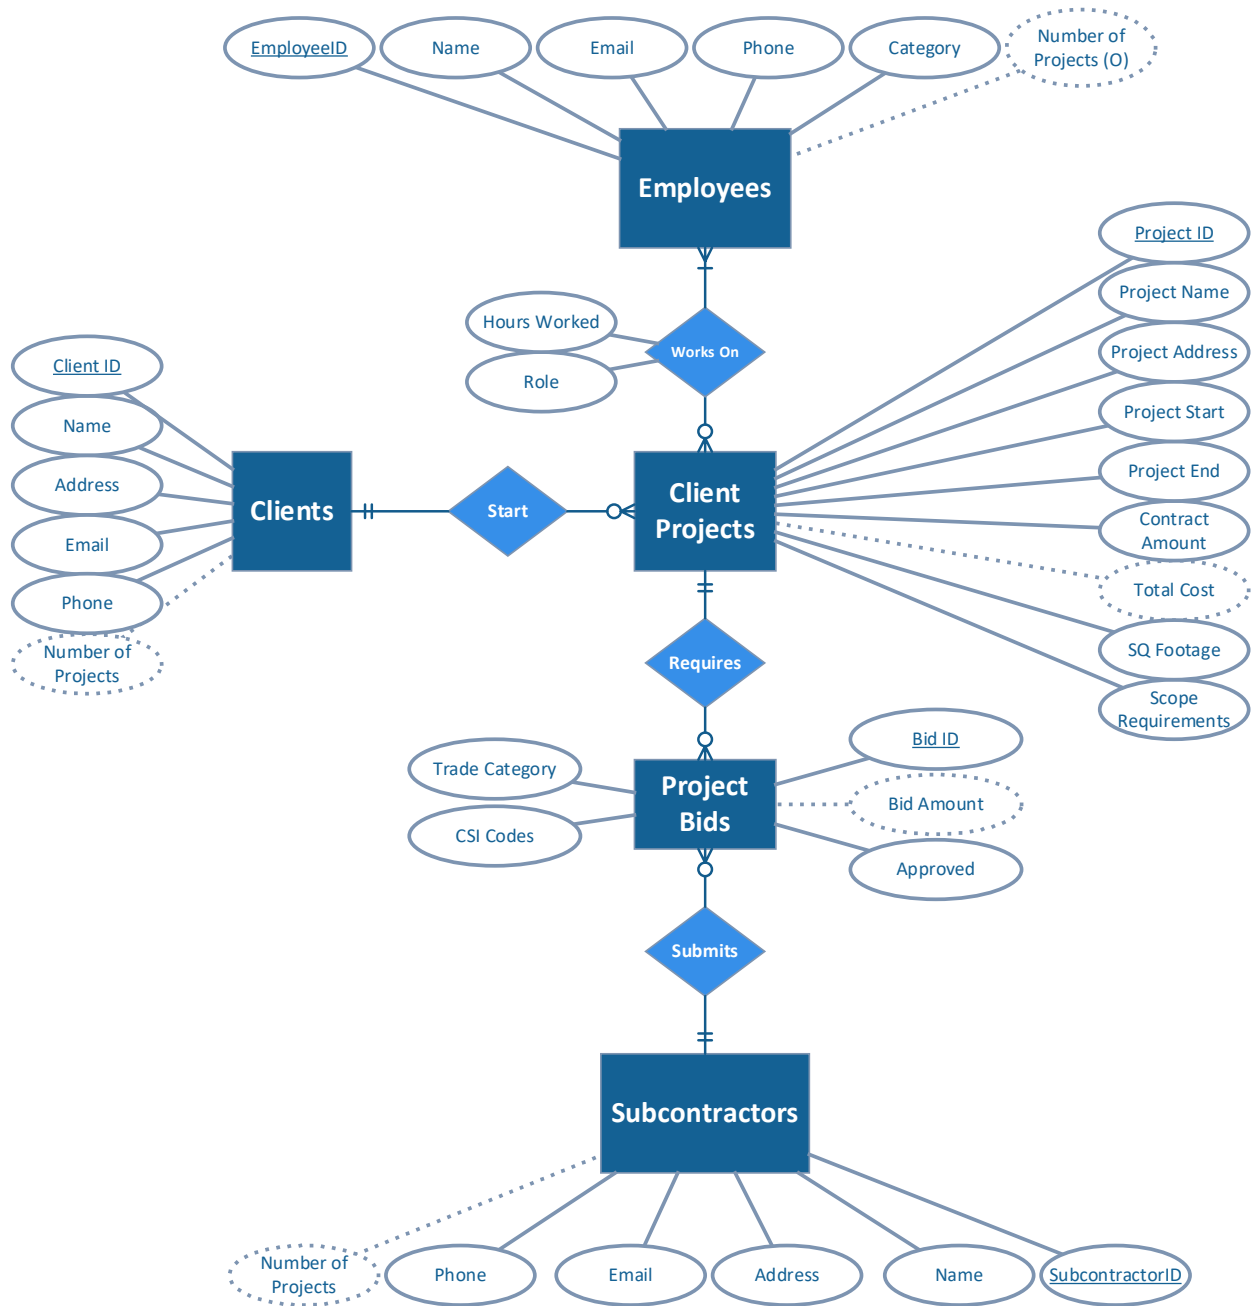 EmployeeID
Name
Email
Phone
Category
Number of
Projects (O)
Employees
Project ID
Project Name
Project Address
Project Start
Project End
Contract
Amount
Total Cost
SQ Footage
Scope
Requirements
Hours Worked
Role
Works On
Client ID
Name
Address
Email
Phone
Number of
Projects
Clients
Start
Client
Projects
Requires
Trade Category
CSI Codes
Project
Bids
Bid ID
Bid Amount
Approved
Submits
Subcontractors
Number of
Projects
Phone
Email
Address
Name
SubcontractorID